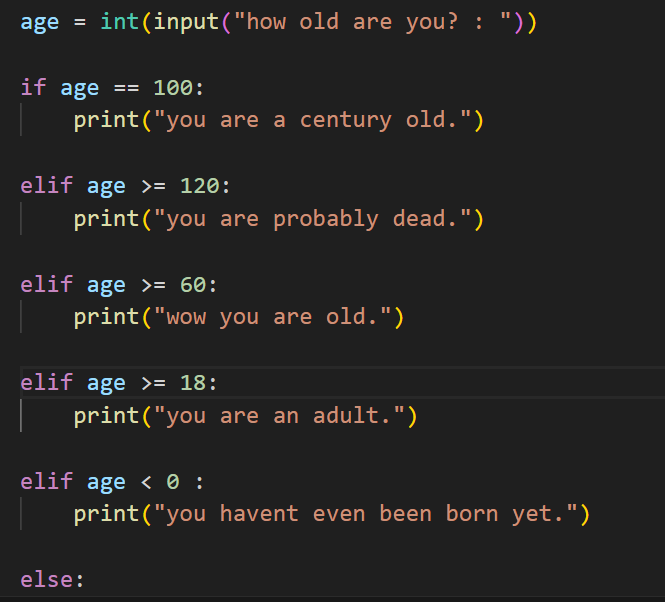 age = int(input("how old are you? : "))
if age == 100:
    print("you are a century old.")
elif age >= 120:
    print("you are probably dead.")
elif age >= 60:
    print("wow you are old.")
elif age >= 18:
    print("you are an adult.")
elif age < 0 :
    print("you havent even been born yet.")
else: